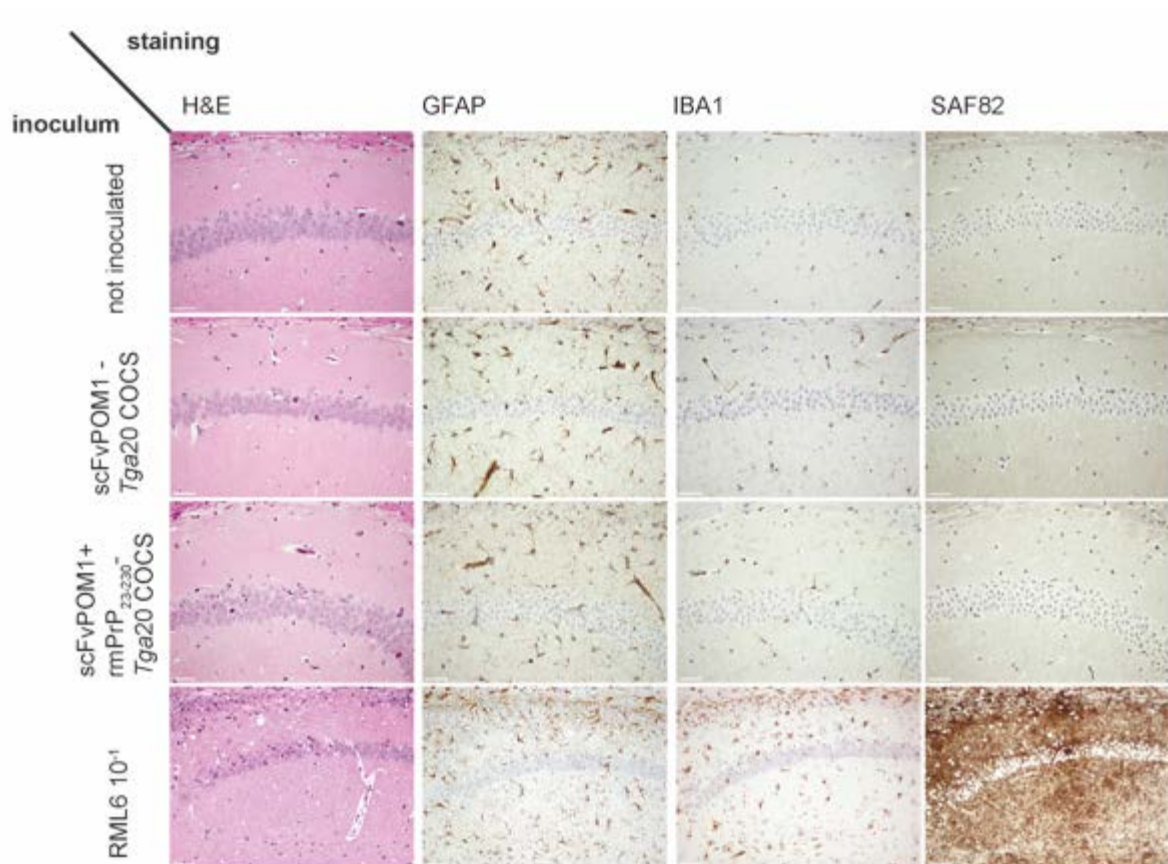 staining
inoculum
H&E GFAP IBA1 SAF82
not inoculated
scFvPOM1 -
Tga20 COCS
scFvPOM1+
rmPrP23-230-
Tga20 COCS
RML6 10-1